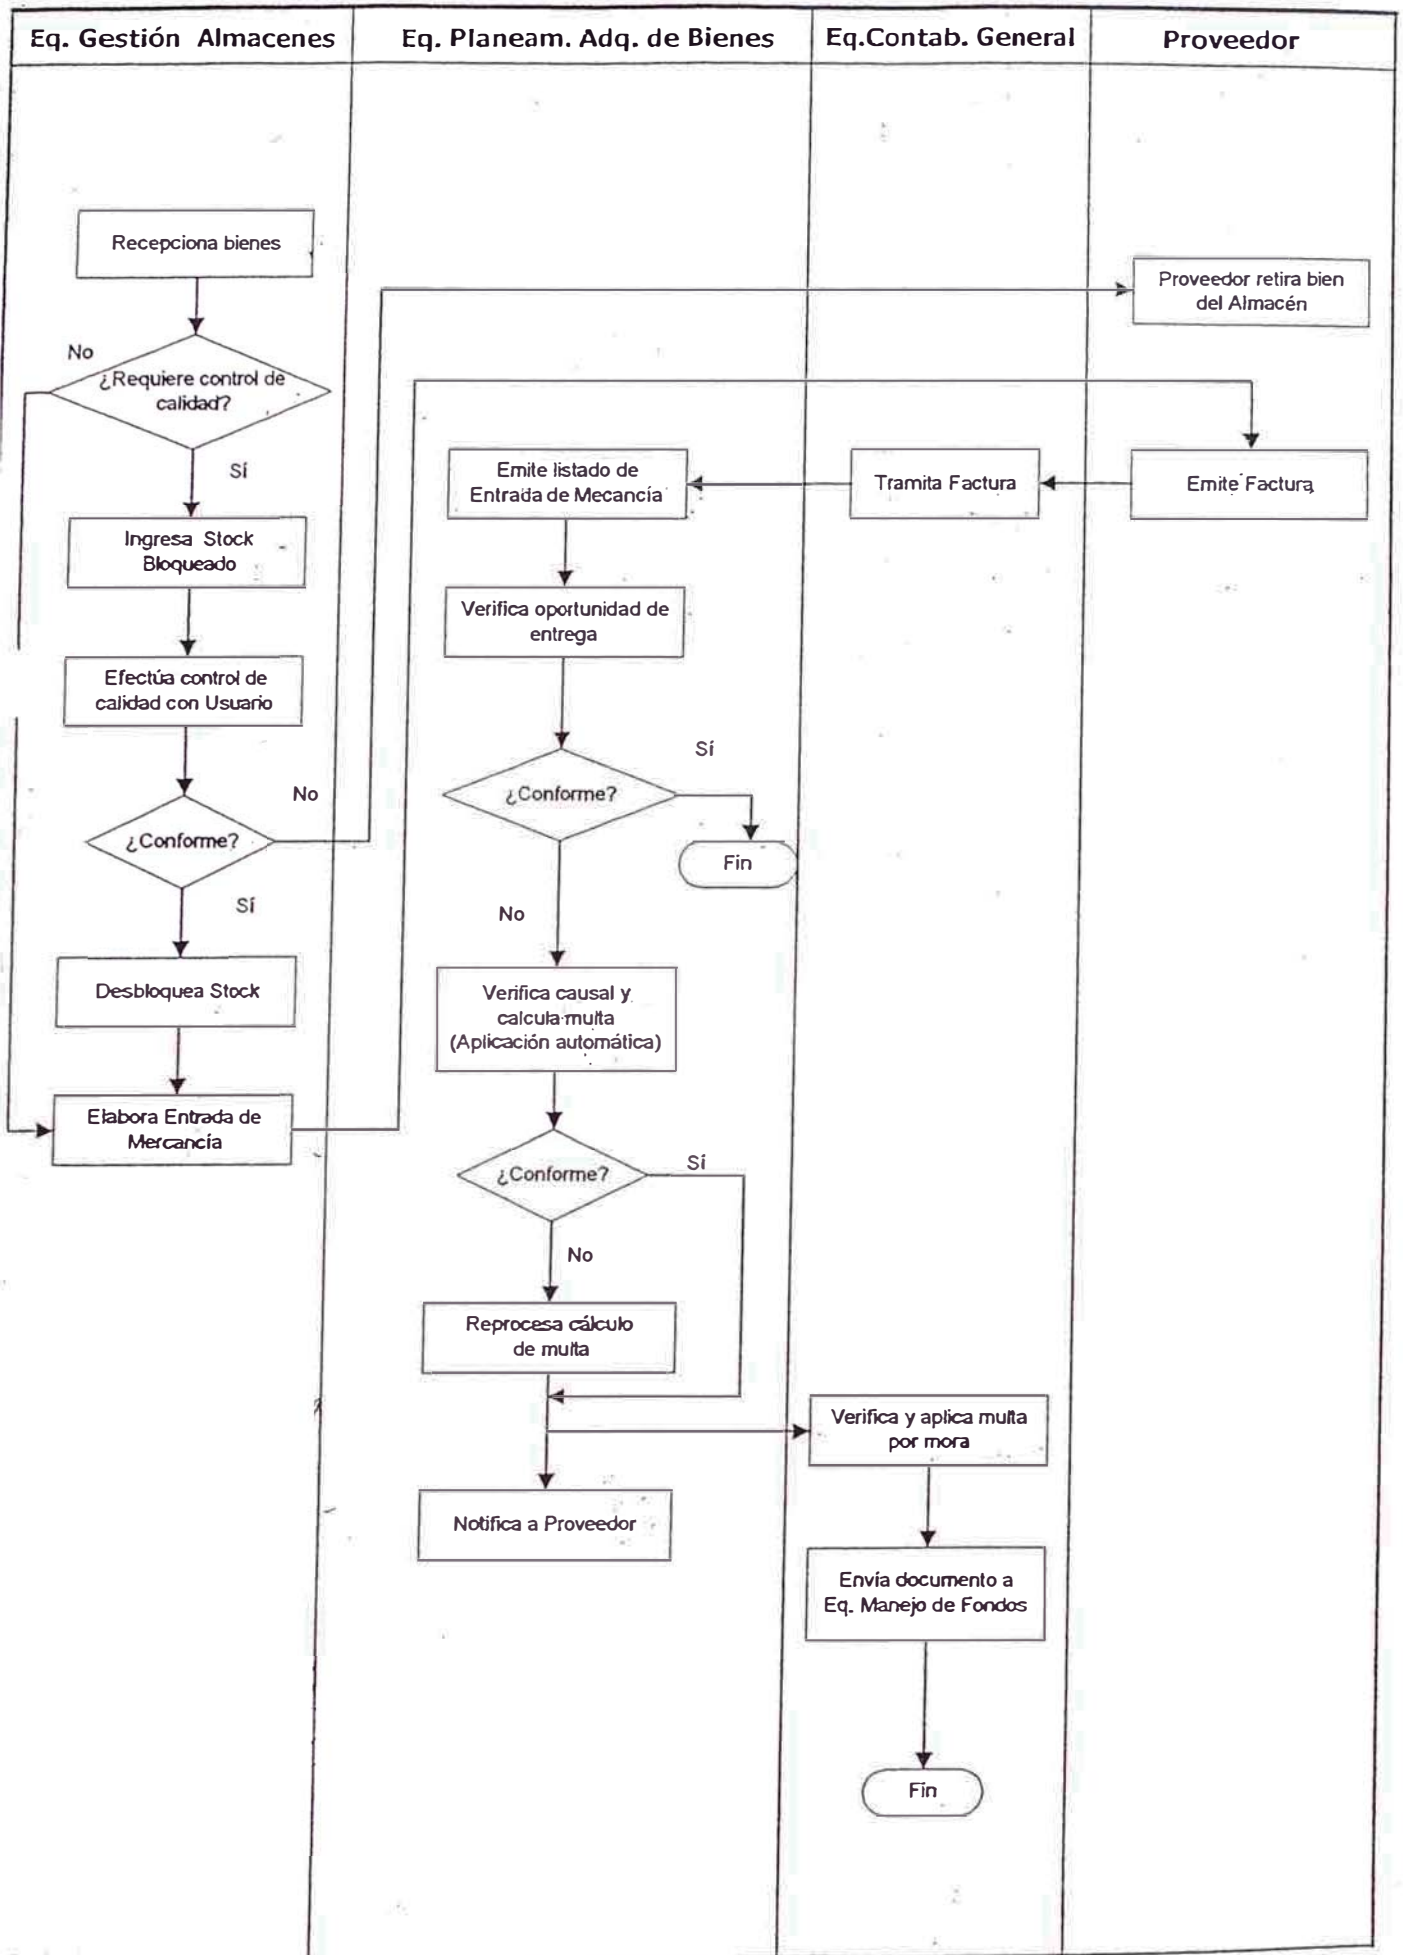 Eq. Gestión Almacenes
Eq. Planeam. Adq. de Bienes
Eq.Contab. General
Proveedor
Recepciona bienes
Proveedor retira bien
del Almacén
No
¿Requiere control de
calidad?
Sí
Emite listado de
Entrada de Mecancía
Tramita Factura
Emite Factura
Ingresa Stock
Bloqueado
Verifica oportunidad de
entrega
Efectúa control de
calidad con Usuario
Sí
No
¿Conforme?
¿Conforme?
Fin
Sí
No
Desbloquea Stock
Verifica causal y
calcula multa
(Aplicación automática)
Elabora Entrada de
Mercancía
¿Conforme?
Sí
No
Reprocesa cálculo
de multa
Verifica y aplica multa
por mora
Notifica a Proveedor
Envía documento a
Eq. Manejo de Fondos
Fin